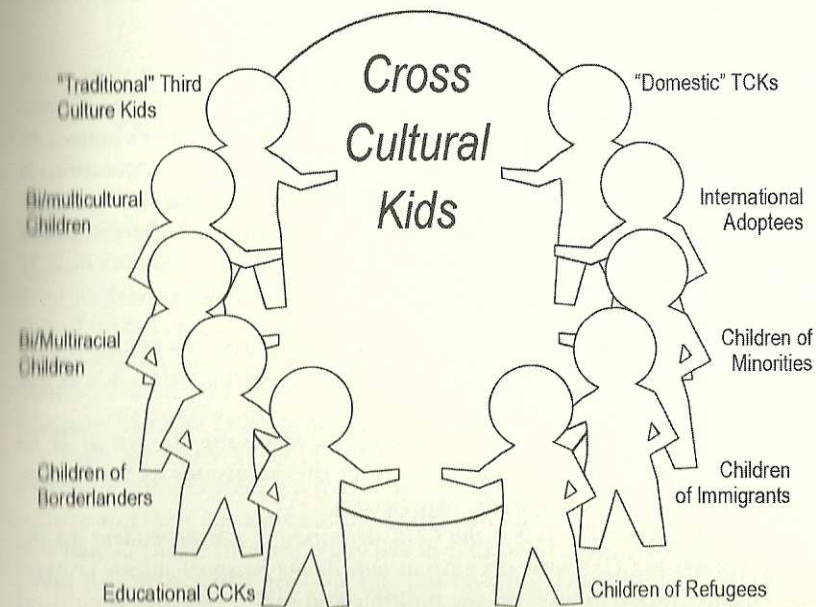 Cross
Cultural
Kids
"Traditional" Third
Culture Kids
"Domestic" TCKs
Bi/multicultural
Children
International
Adoptees
Bi/Multiracial
Children
Children of
Minorities
Children of
Borderlanders
Children
of Immigrants
Educational CCKs
Children of Refugees